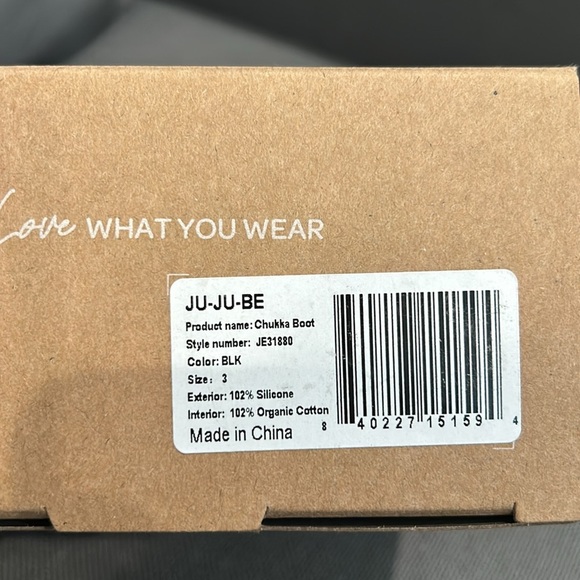 Love WHAT YOU WEAR
JU-JU-BE
Product name: Chukka Boot
Style number: JE31880
Color: BLK
Size: 3
Exterior: 102% Silicone
Interior: 102% Organic Cotton
Made in China
8 40227 15159 4